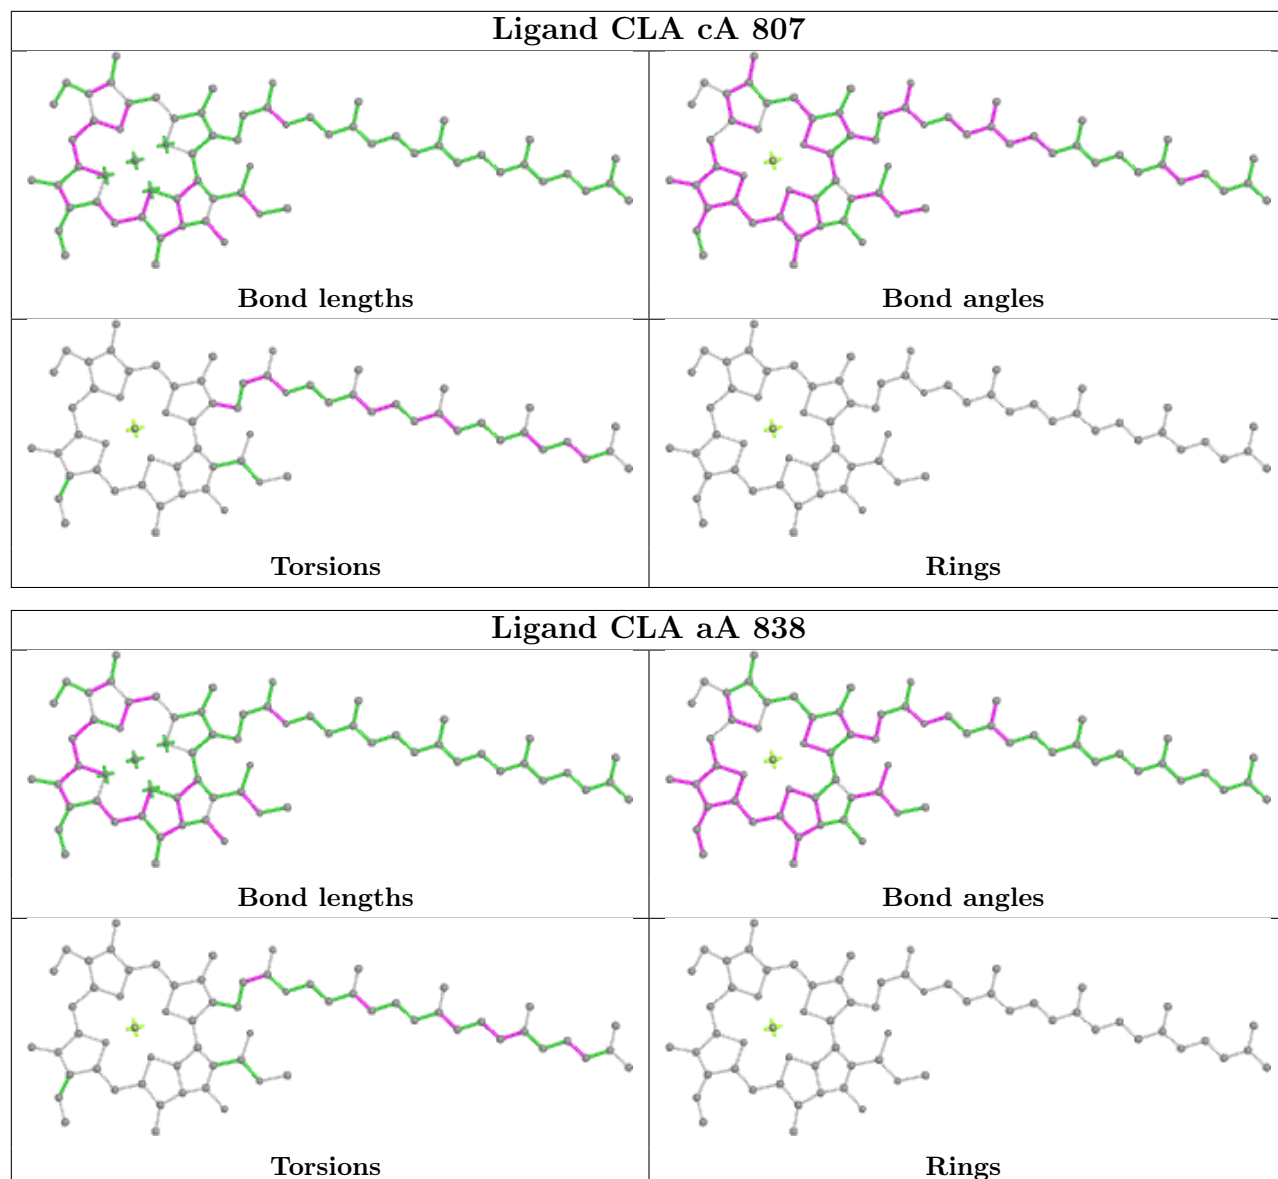 Ligand CLA cA 807
Bond lengths
Bond angles
Torsions
Rings
Ligand CLA aA 838
Bond lengths
Bond angles
Torsions
Rings